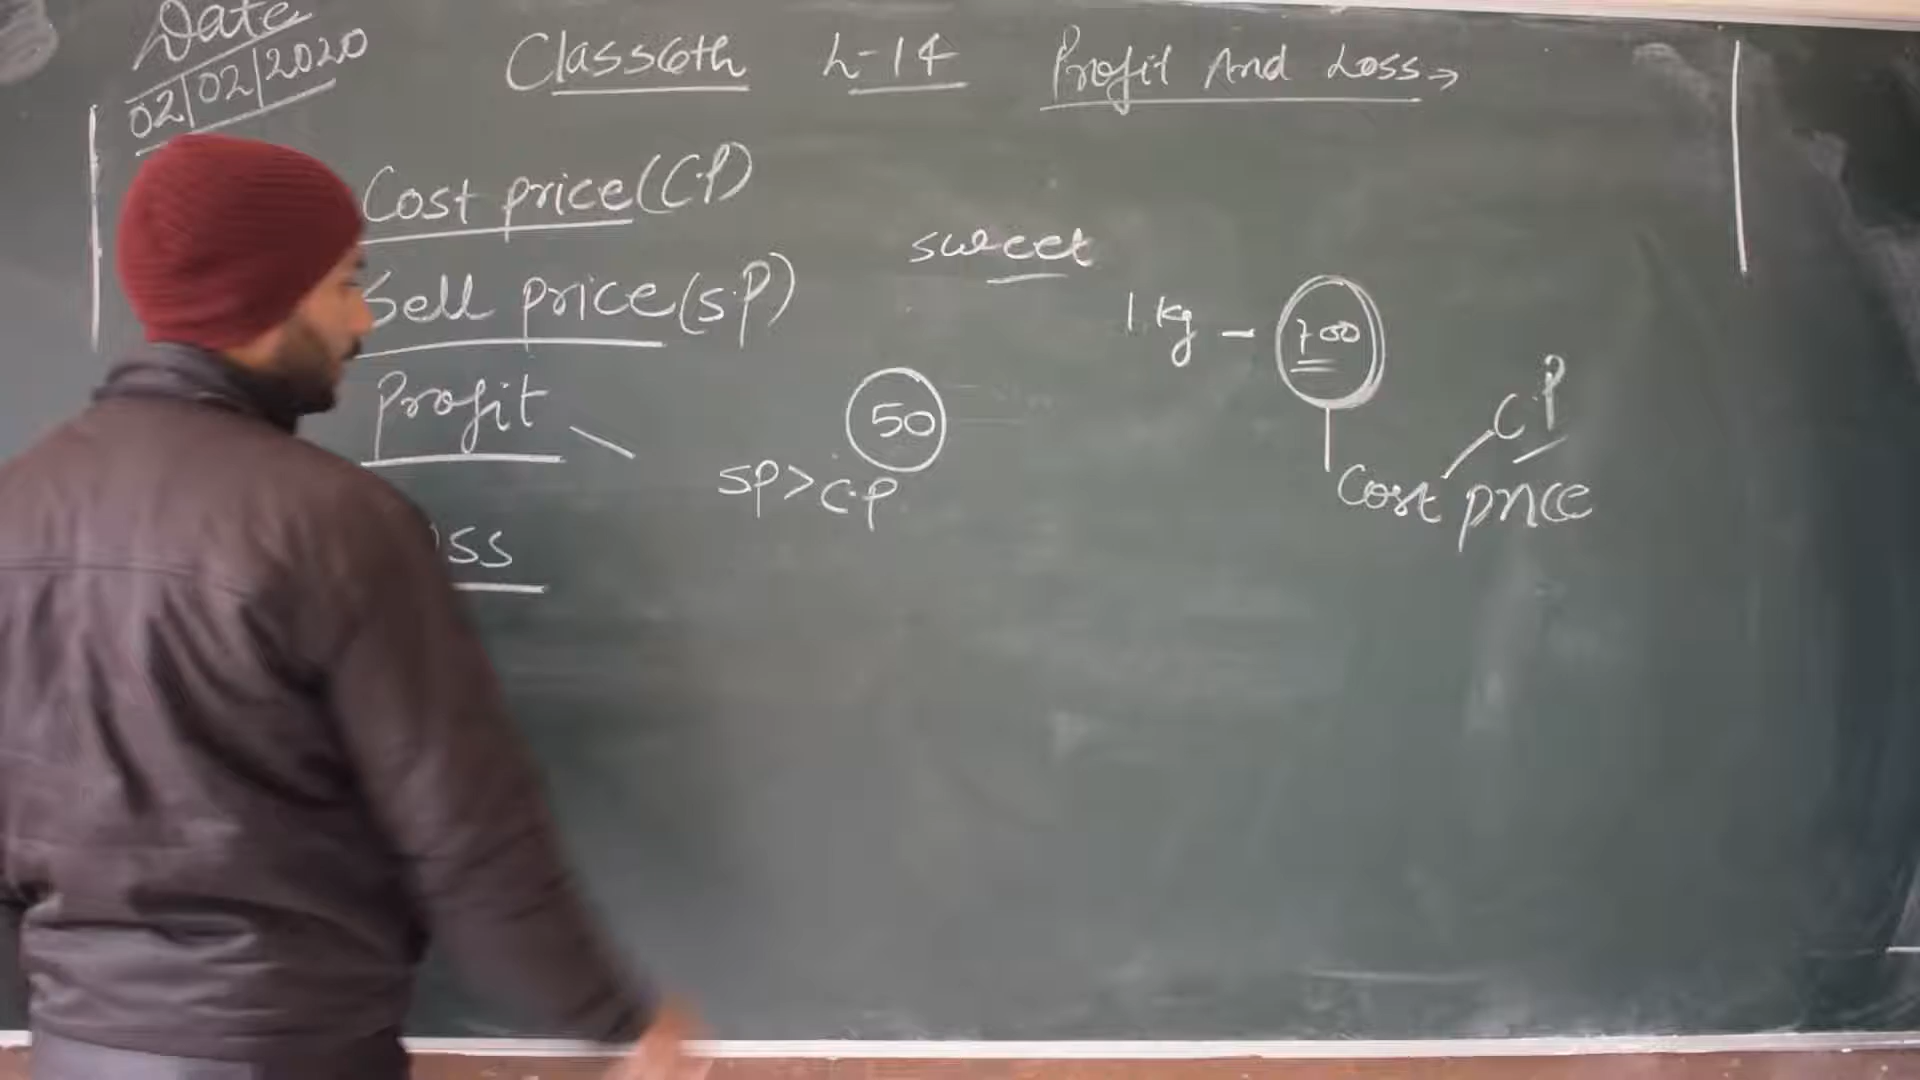 Date
02/02/2020
Class 6th L-14 Profit And Loss→
Cost price (C.P)
Sell price (S.P)
sweet
1 kg - 700
Profit
50
SP > C.P
C.P
Cost price